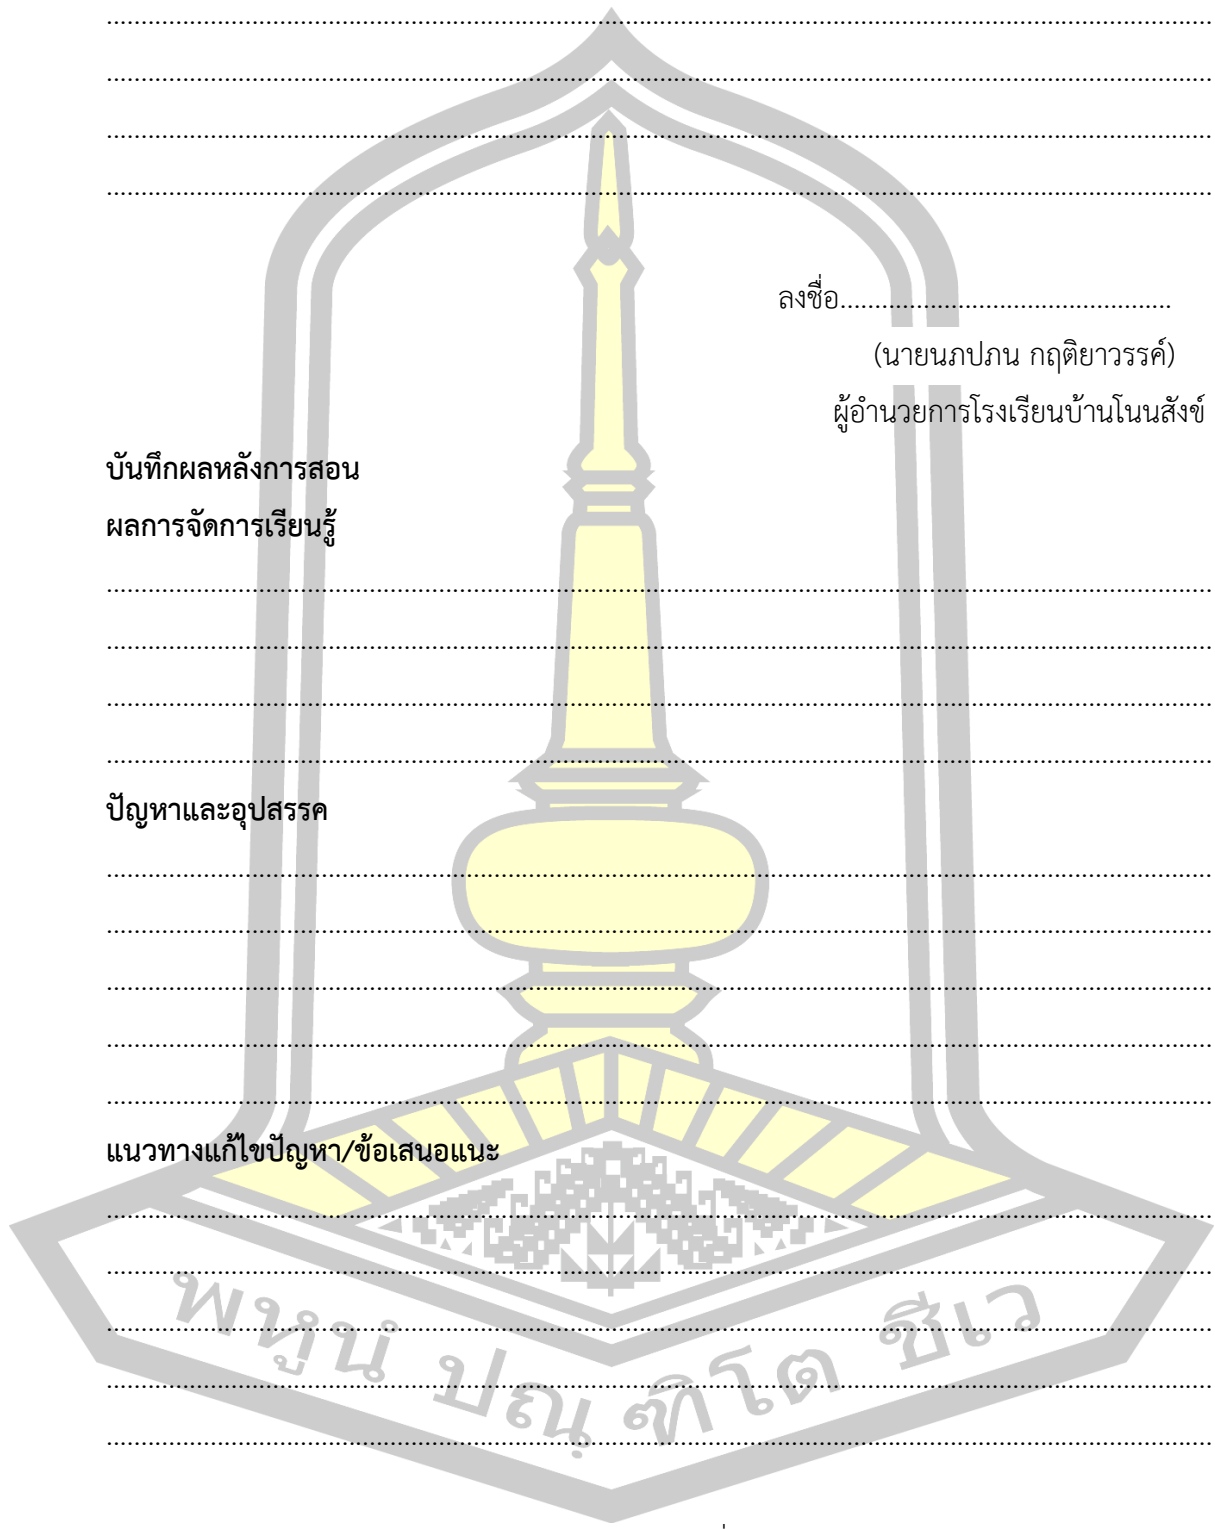 ................................................................................
................................................................................
................................................................................
................................................................................
ลงชื่อ................................................
(นายนภปภน กฤติยาวรรค์)
ผู้อำนวยการโรงเรียนบ้านโนนสังข์
บันทึกผลหลังการสอน
ผลการจัดการเรียนรู้
................................................................................
................................................................................
................................................................................
................................................................................
ปัญหาและอุปสรรค
................................................................................
................................................................................
................................................................................
................................................................................
................................................................................
แนวทางแก้ไขปัญหา/ข้อเสนอแนะ
................................................................................
................................................................................
................................................................................
................................................................................
................................................................................
พหูนํ ปณฺฑิโต ชีเว